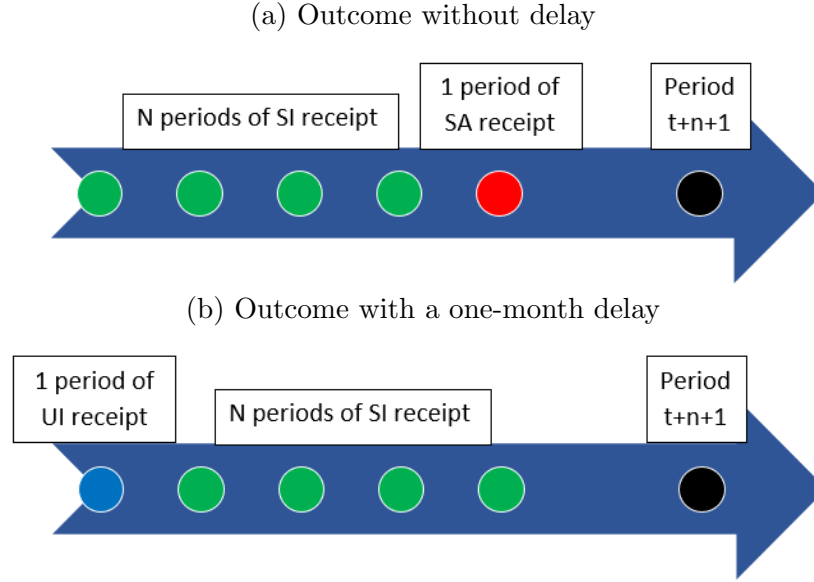 (a) Outcome without delay
N periods of SI receipt
1 period of
SA receipt
Period
t+n+1
(b) Outcome with a one-month delay
1 period of
UI receipt
N periods of SI receipt
Period
t+n+1